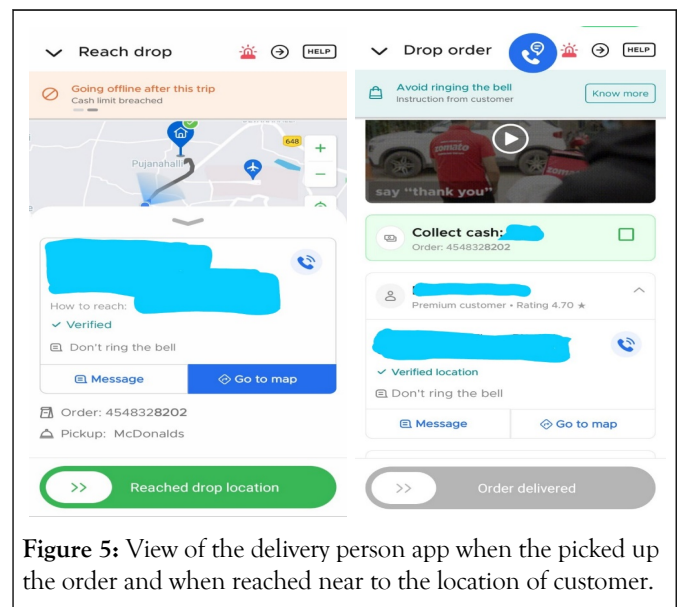 Reach drop
HELP
Going offline after this trip
Cash limit breached
648
+
Pujanahalli
−
How to reach:
✓ Verified
Don't ring the bell
Message
Go to map
Order: 4548328202
Pickup: McDonalds
>> Reached drop location
Drop order
HELP
Avoid ringing the bell
Instruction from customer
Know more
zomato
say "thank you"
Collect cash:
Order: 4548328202
Premium customer • Rating 4.70 ★
✓ Verified location
Don't ring the bell
Message
Go to map
>> Order delivered
Figure 5: View of the delivery person app when the picked up
the order and when reached near to the location of customer.